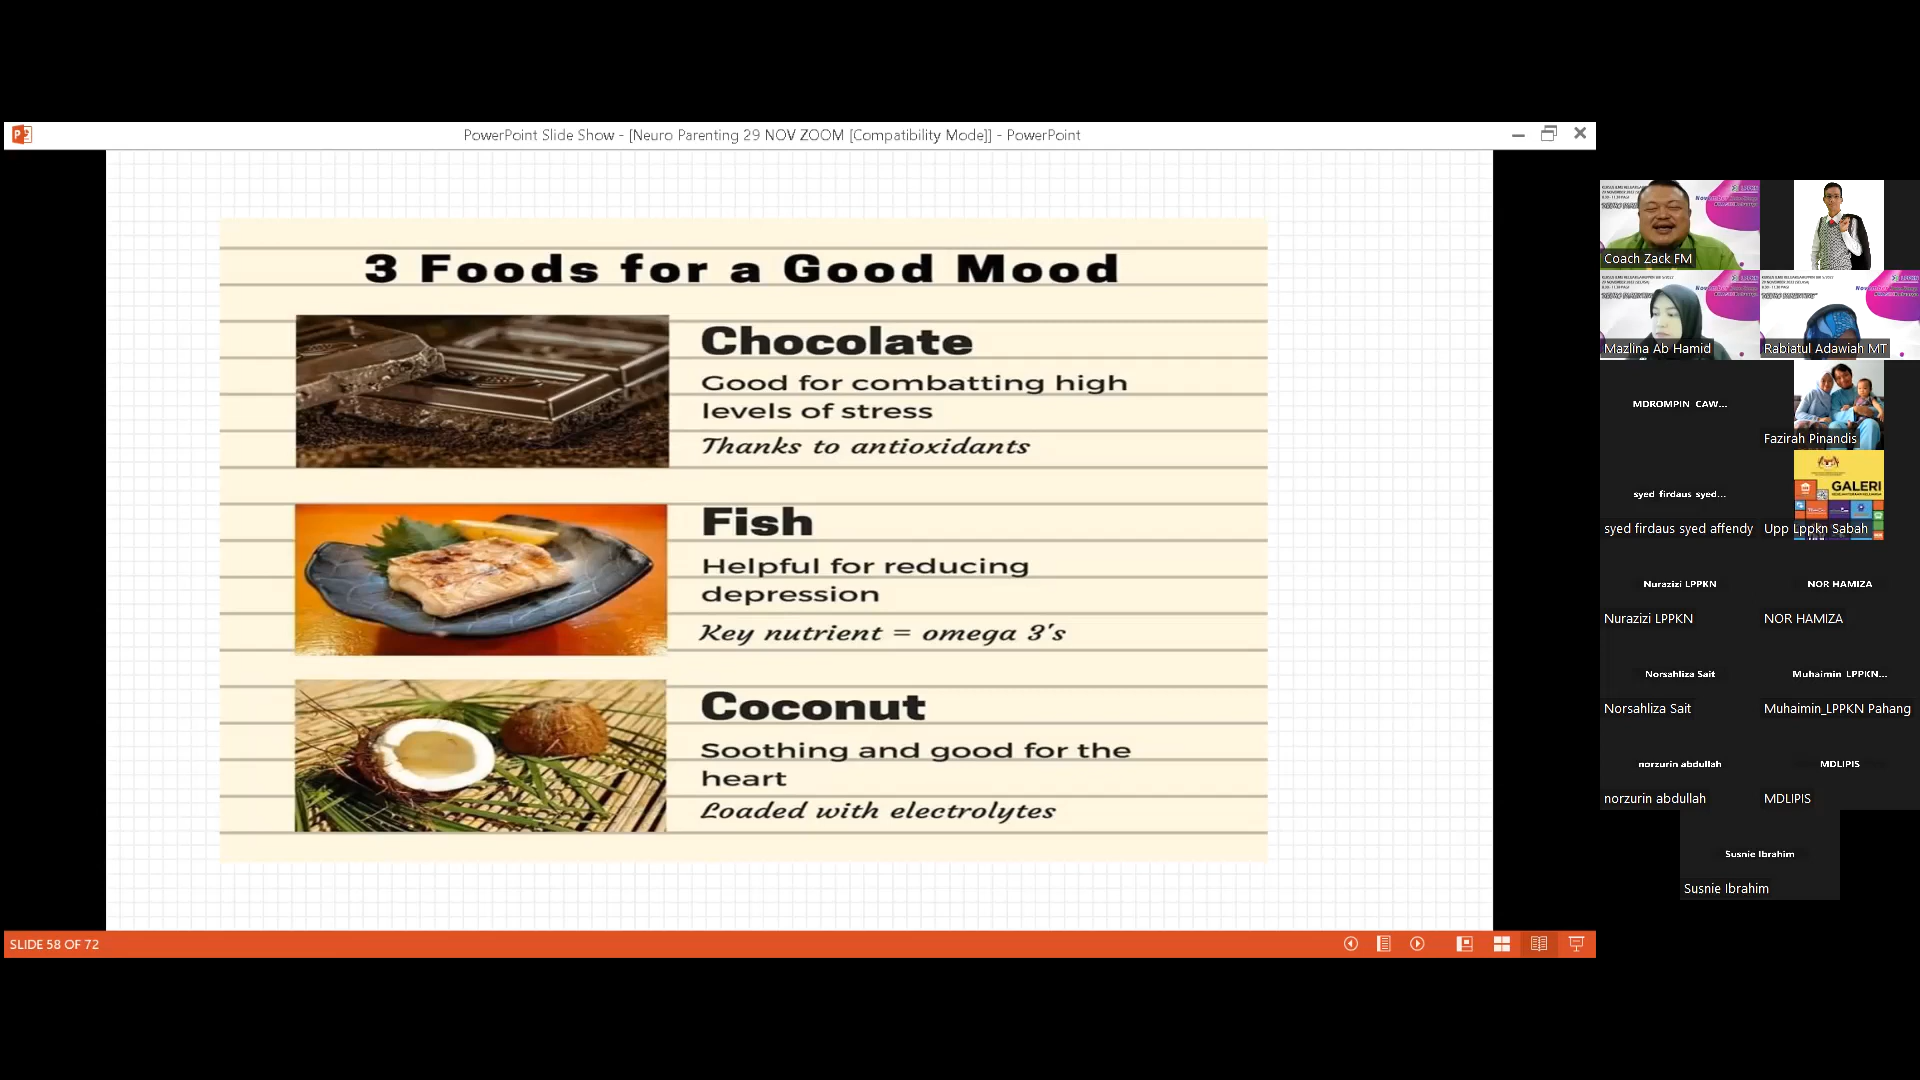 PowerPoint Slide Show - [Neuro Parenting 29 NOV ZOOM [Compatibility Mode]] - PowerPoint
3 Foods for a Good Mood
Chocolate
Good for combatting high
levels of stress
Thanks to antioxidants
Fish
Helpful for reducing
depression
Key nutrient = omega 3's
Coconut
Soothing and good for the
heart
Loaded with electrolytes
SLIDE 58 OF 72
Coach Zack FM
Mazlina Ab Hamid
Rabiatul Adawiah MT
MDROMPIN CAW...
Fazirah Pinandis
syed firdaus syed...
syed firdaus syed affendy
GALERI
Upp Lppkn Sabah
Nurazizi LPPKN
Nurazizi LPPKN
NOR HAMIZA
NOR HAMIZA
Norsahliza Sait
Norsahliza Sait
Muhaimin LPPKN...
Muhaimin_LPPKN Pahang
norzurin abdullah
norzurin abdullah
MDLIPIS
MDLIPIS
Susnie Ibrahim
Susnie Ibrahim